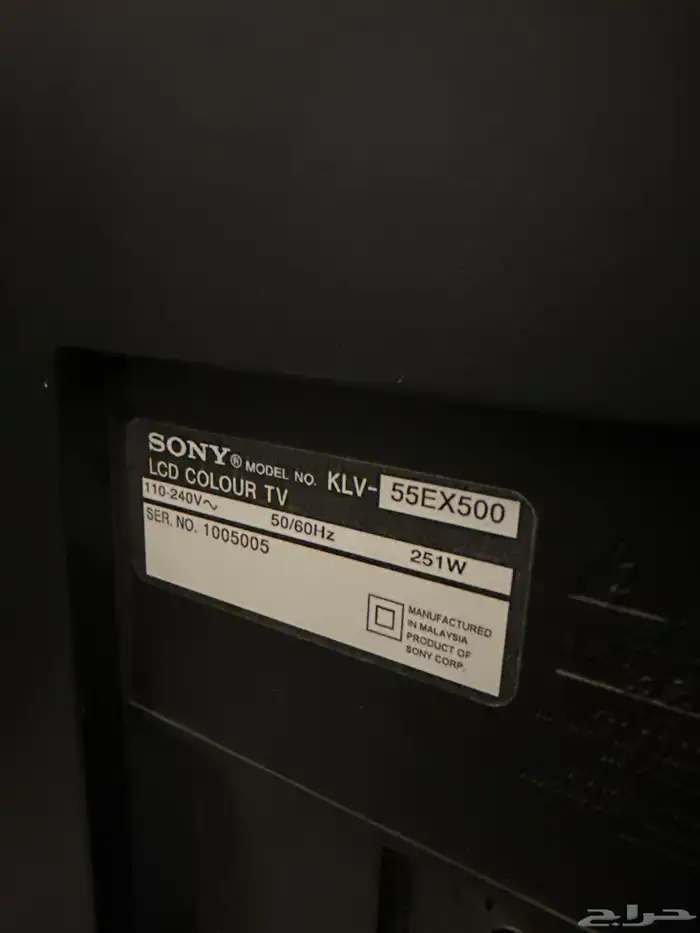 SONY® MODEL NO. KLV-55EX500
LCD COLOUR TV
110-240V~ 50/60Hz 251W
SER. NO. 1005005
MANUFACTURED
IN MALAYSIA
PRODUCT OF
SONY CORP.
حراج